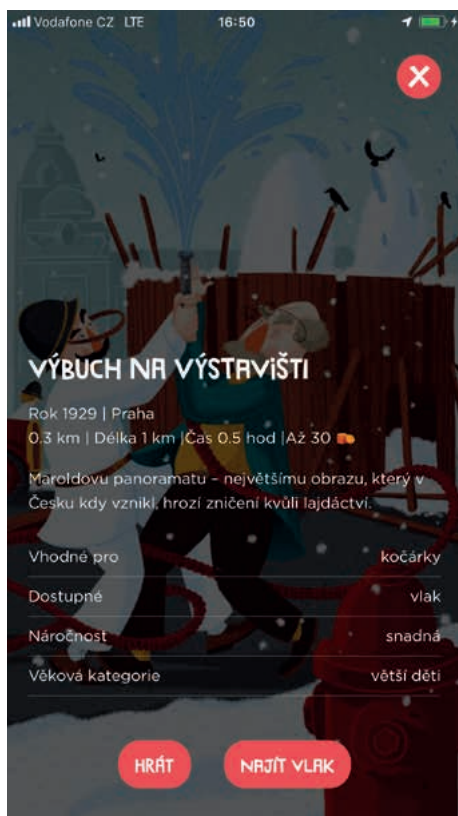 Vodafone CZ LTE 16:50
VÝBUCH NA VÝSTAVIŠTI
Rok 1929 | Praha
0.3 km | Délka 1 km |Čas 0.5 hod |Až 30
Maroldovu panoramatu – největšímu obrazu, který v
Česku kdy vznikl, hrozí zničení kvůli lajdáctví.
Vhodné pro kočárky
Dostupné vlak
Náročnost snadná
Věková kategorie větší děti
HRÁT NAJÍT VLAK